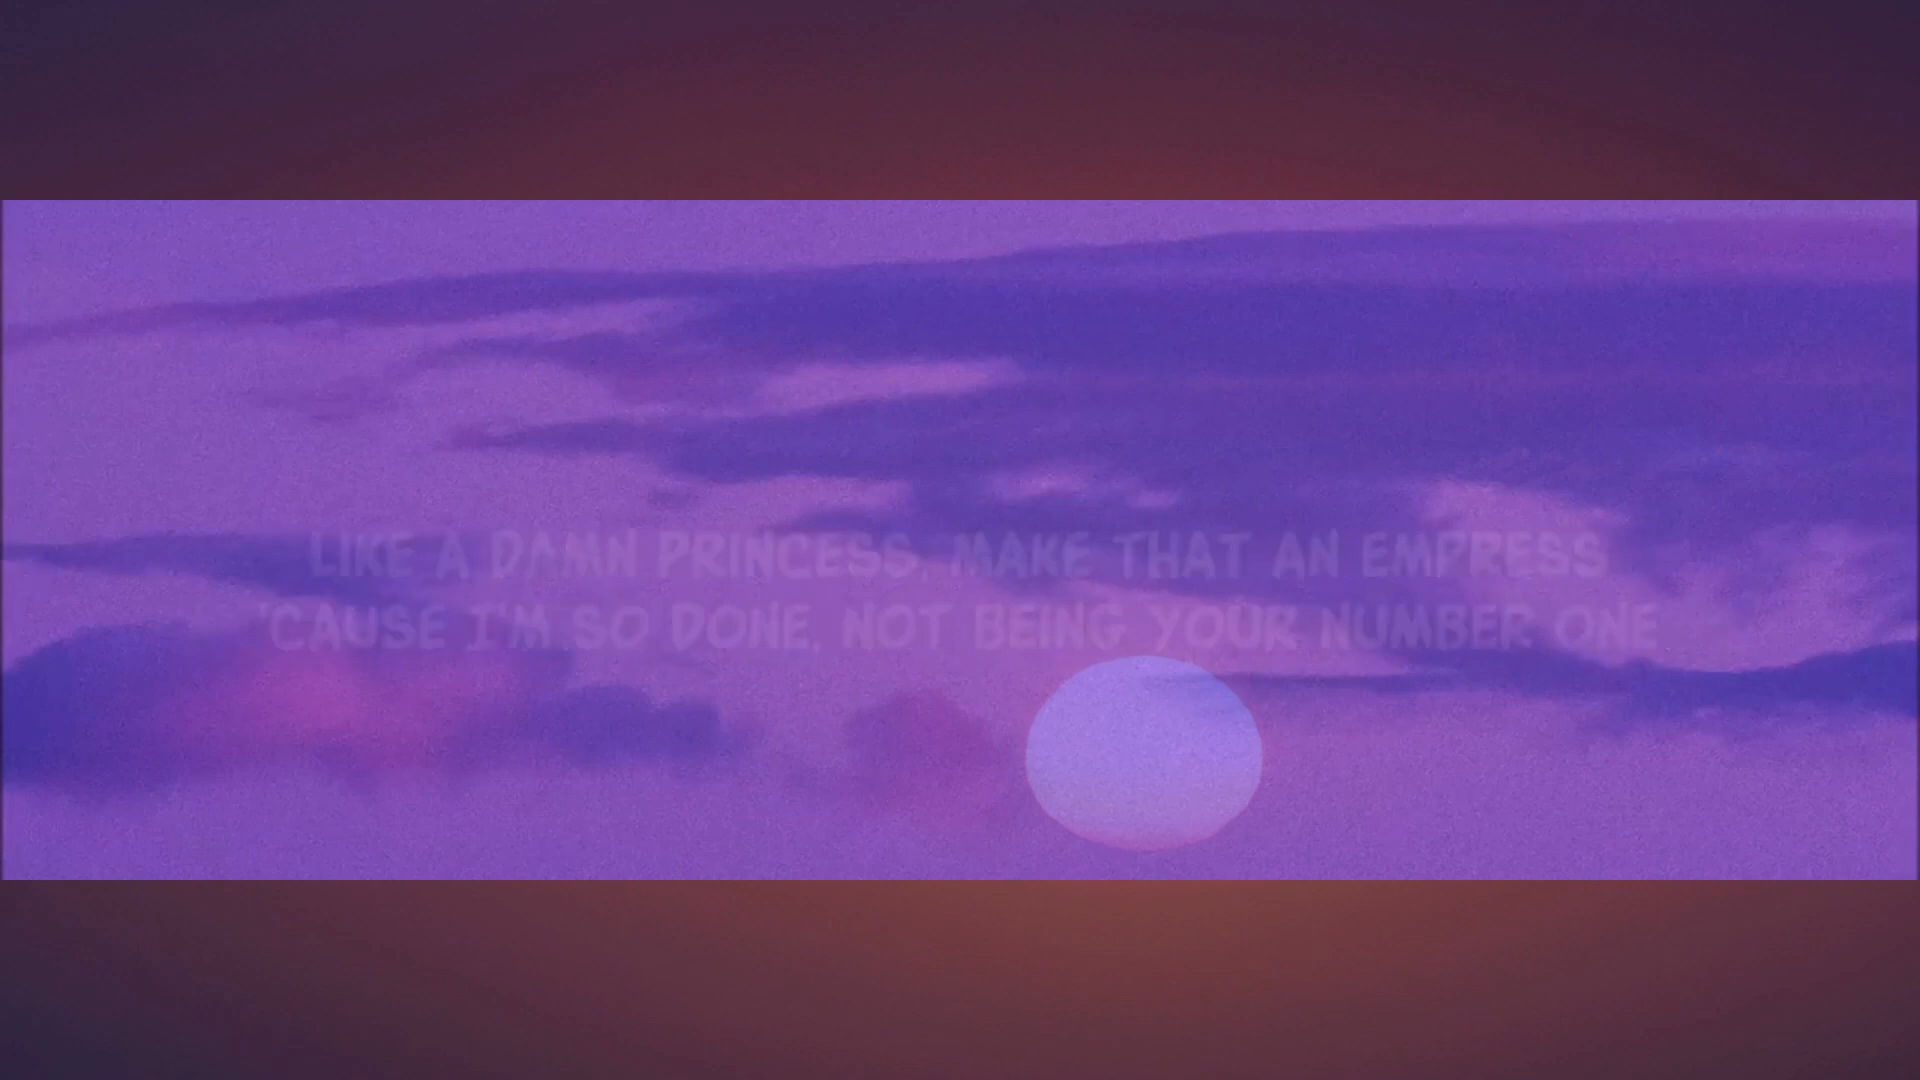 LIKE A DAMN PRINCESS, MAKE THAT AN EMPRESS
'CAUSE I'M SO DONE, NOT BEING YOUR NUMBER ONE